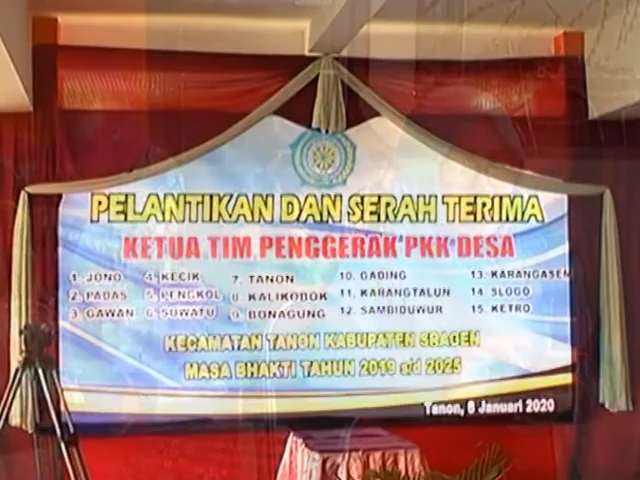 PELANTIKAN DAN SERAH TERIMA
KETUA TIM PENGGERAK PKK DESA
1. JONO 4. KECIK 7. TANON 10. GADING 13. KARANGASEM
2. PADAS 5. PENGKOL 8. KALIKOBOK 11. KARANGTALUN 14. SLOGO
3. GAWAN 6. SUWATU 9. BONAGUNG 12. SAMBIDUWUR 15. KETRO
KECAMATAN TANON KABUPATEN SRAGEN
MASA BHAKTI TAHUN 2019 s/d 2025
Tanon, 8 Januari 2020